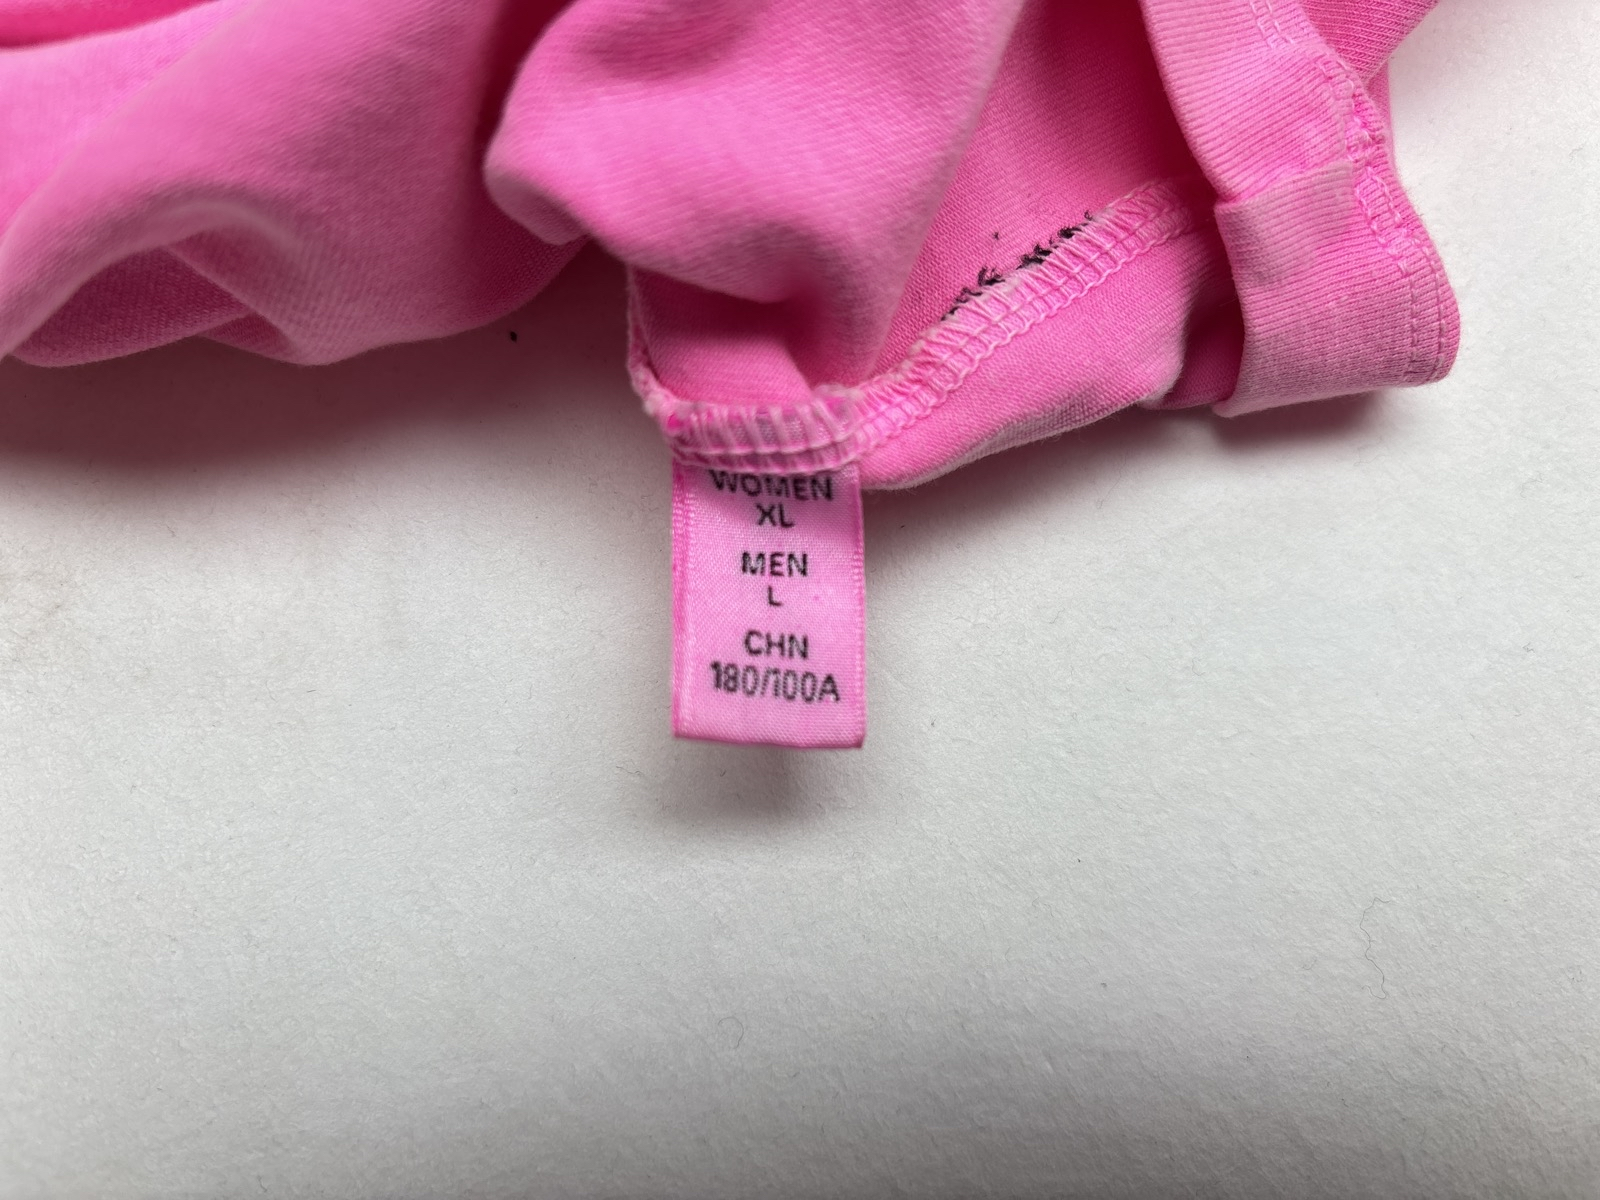 WOMEN
XL
MEN
L
CHN
180/100A